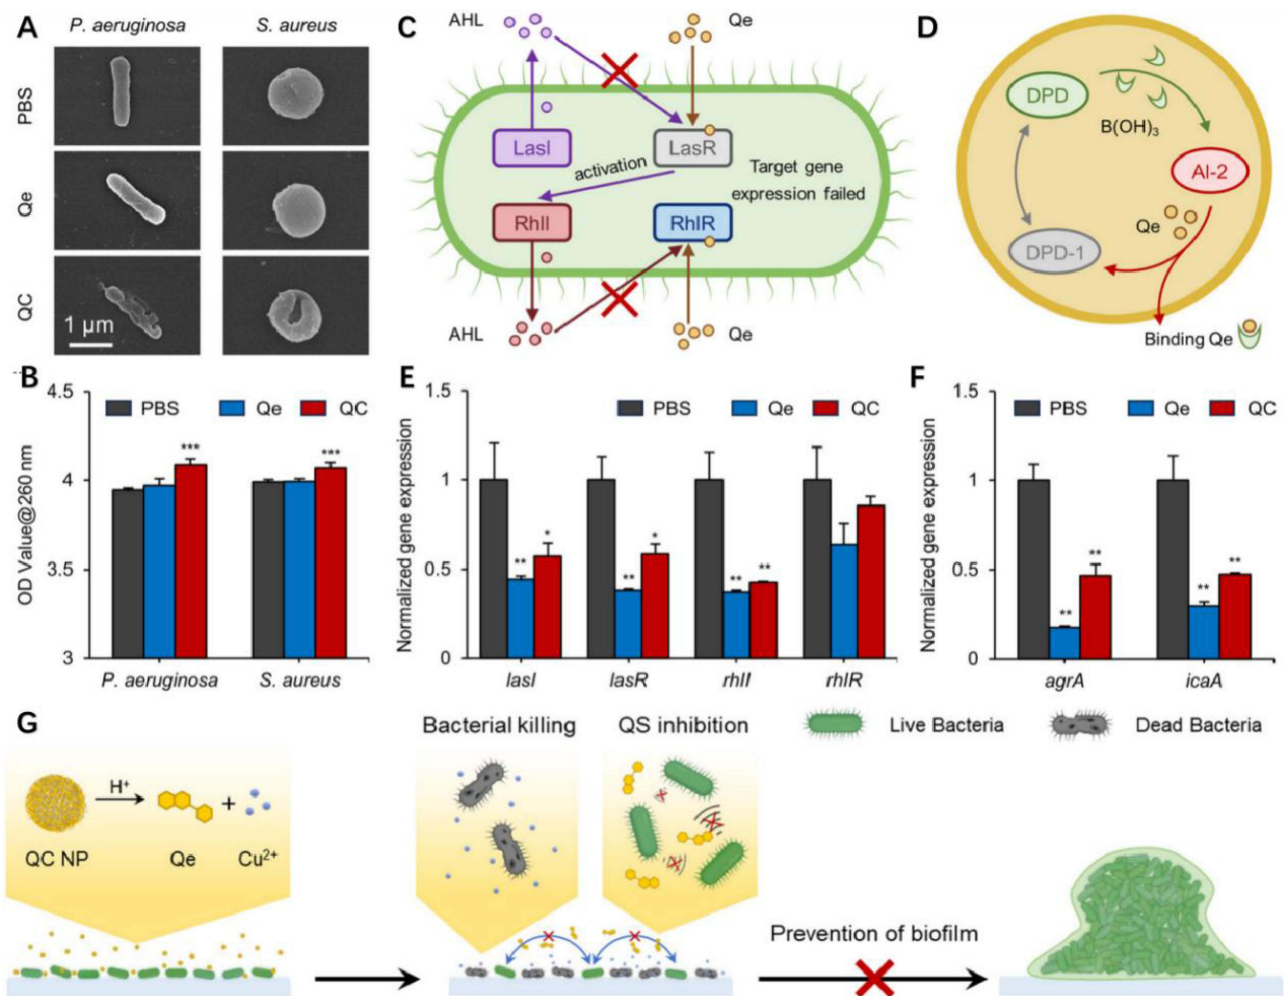 A
P. aeruginosa
S. aureus
PBS
Qe
QC
1 µm
C
AHL
Qe
LasI
LasR
activation
Target gene
expression failed
RhlI
RhlR
AHL
Qe
D
DPD
B(OH)3
AI-2
Qe
DPD-1
Binding Qe
B
4.5
4
3.5
3
OD Value@260 nm
PBS
Qe
QC
***
***
P. aeruginosa
S. aureus
E
1.5
1
0.5
0
Normalized gene expression
PBS
Qe
QC
**
*
**
*
**
**
lasI
lasR
rhlI
rhlR
F
1.5
1
0.5
0
Normalized gene expression
PBS
Qe
QC
**
**
**
**
agrA
icaA
G
Bacterial killing
QS inhibition
Live Bacteria
Dead Bacteria
H+
+
QC NP
Qe
Cu2+
Prevention of biofilm